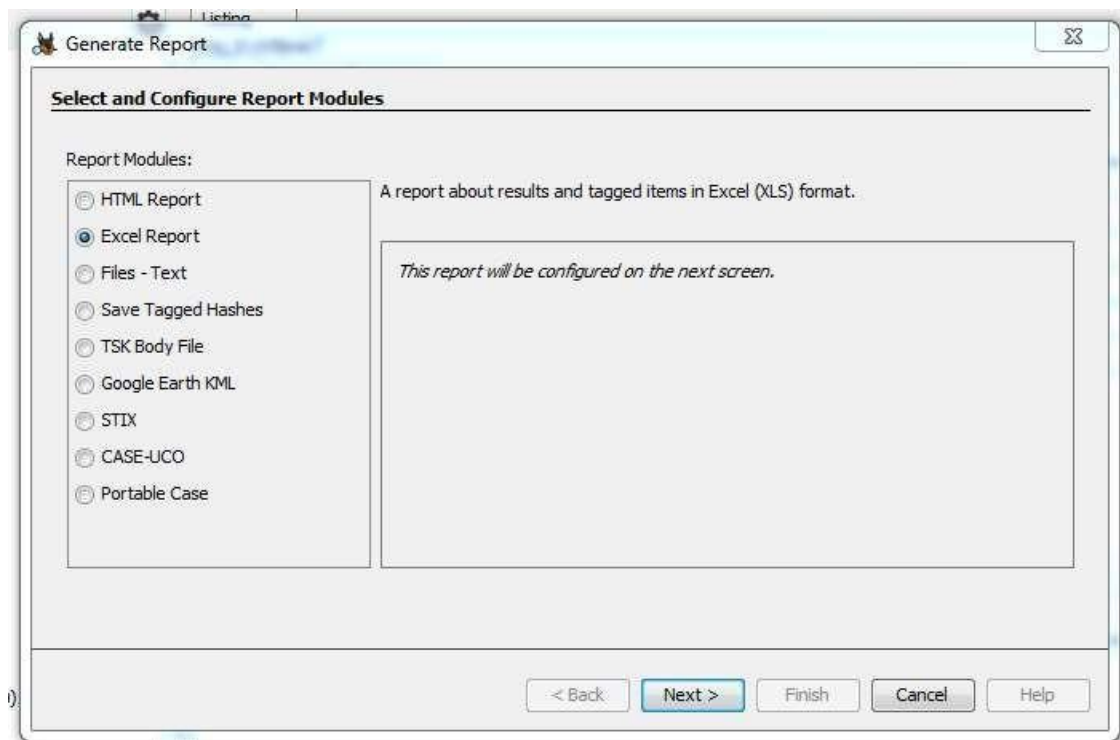 Listing
Generate Report
Select and Configure Report Modules
Report Modules:
HTML Report
A report about results and tagged items in Excel (XLS) format.
Excel Report
This report will be configured on the next screen.
Files - Text
Save Tagged Hashes
TSK Body File
Google Earth KML
STIX
CASE-UCO
Portable Case
< Back Next > Finish Cancel Help